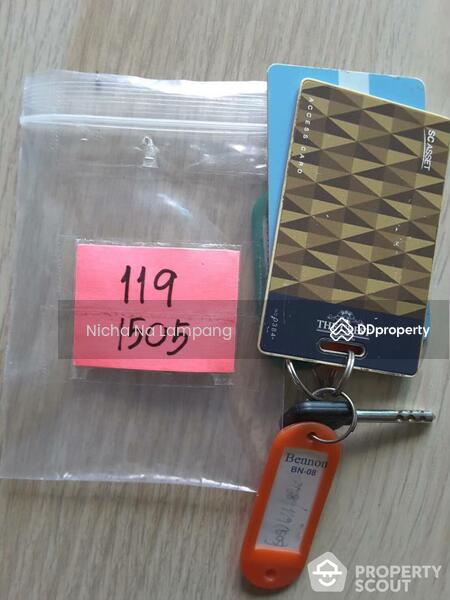 ACCESS CARD
SC ASSET
119
1505
Nicha Na Lampang
DDproperty
Bennon
BN-08
PROPERTY
SCOUT